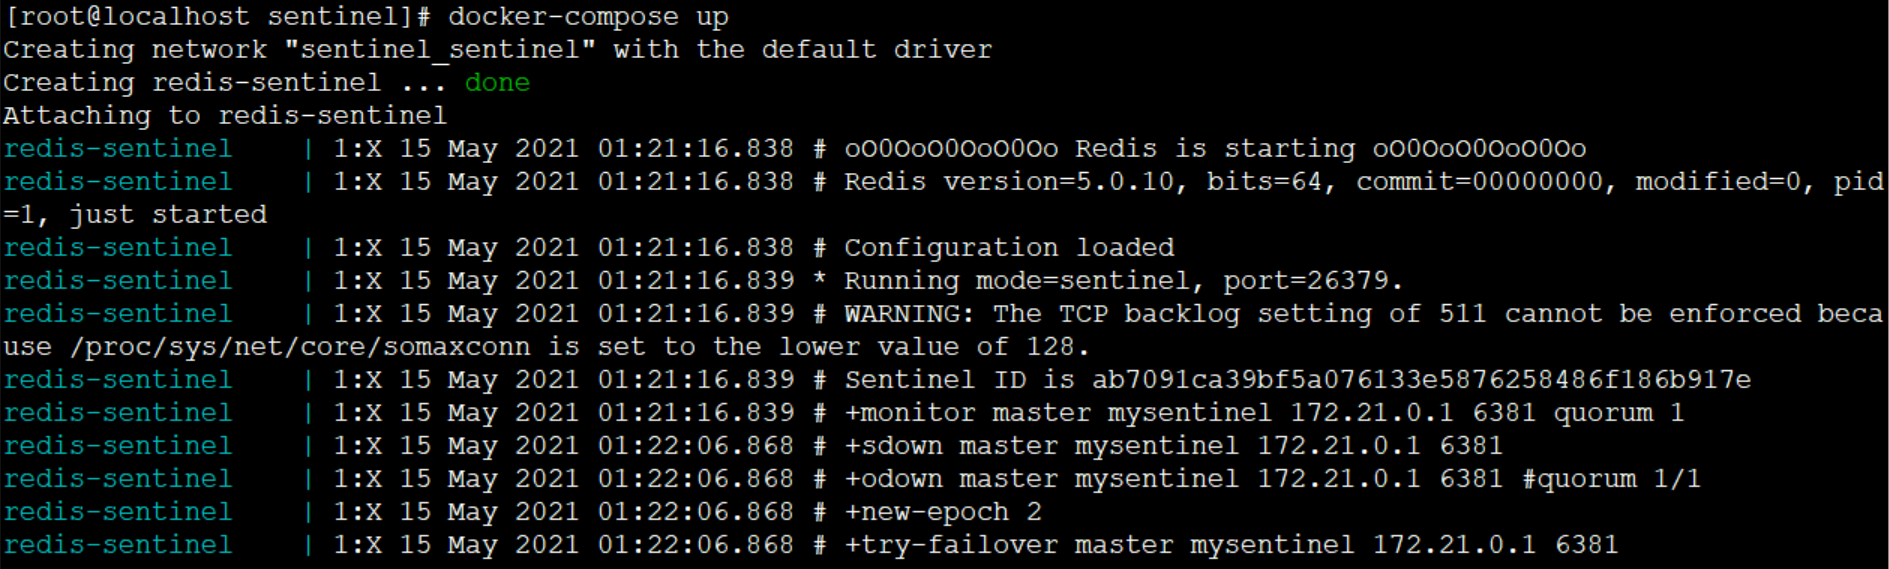 [root@localhost sentinel]# docker-compose up
Creating network "sentinel_sentinel" with the default driver
Creating redis-sentinel ... done
Attaching to redis-sentinel
redis-sentinel    | 1:X 15 May 2021 01:21:16.838 # oO0OoO0OoO0Oo Redis is starting oO0OoO0OoO0Oo
redis-sentinel    | 1:X 15 May 2021 01:21:16.838 # Redis version=5.0.10, bits=64, commit=00000000, modified=0, pid
=1, just started
redis-sentinel    | 1:X 15 May 2021 01:21:16.838 # Configuration loaded
redis-sentinel    | 1:X 15 May 2021 01:21:16.839 * Running mode=sentinel, port=26379.
redis-sentinel    | 1:X 15 May 2021 01:21:16.839 # WARNING: The TCP backlog setting of 511 cannot be enforced beca
use /proc/sys/net/core/somaxconn is set to the lower value of 128.
redis-sentinel    | 1:X 15 May 2021 01:21:16.839 # Sentinel ID is ab7091ca39bf5a076133e5876258486f186b917e
redis-sentinel    | 1:X 15 May 2021 01:21:16.839 # +monitor master mysentinel 172.21.0.1 6381 quorum 1
redis-sentinel    | 1:X 15 May 2021 01:22:06.868 # +sdown master mysentinel 172.21.0.1 6381
redis-sentinel    | 1:X 15 May 2021 01:22:06.868 # +odown master mysentinel 172.21.0.1 6381 #quorum 1/1
redis-sentinel    | 1:X 15 May 2021 01:22:06.868 # +new-epoch 2
redis-sentinel    | 1:X 15 May 2021 01:22:06.868 # +try-failover master mysentinel 172.21.0.1 6381